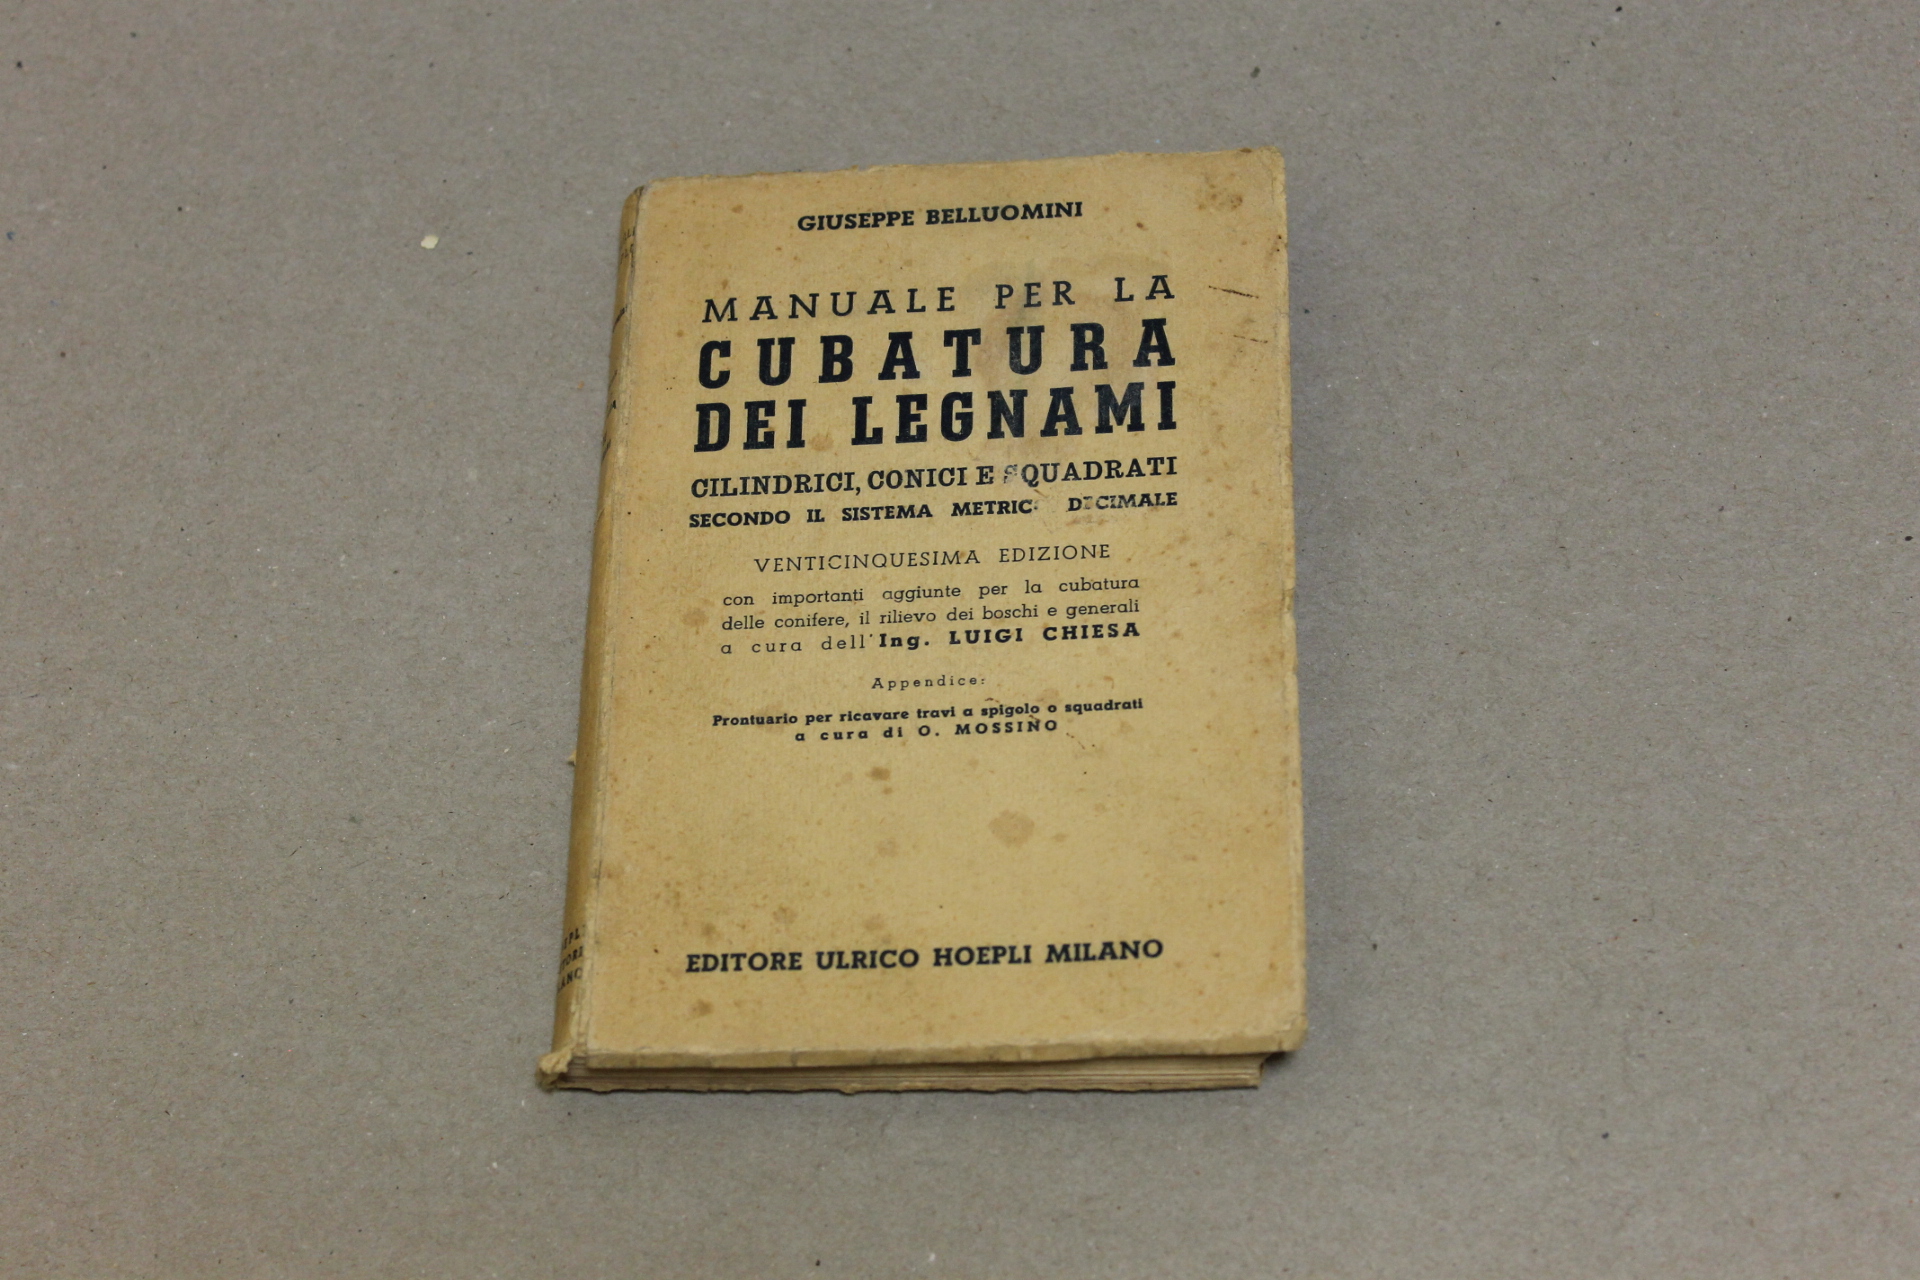 GIUSEPPE BELLUOMINI
MANUALE PER LA
CUBATURA
DEI LEGNAMI
CILINDRICI, CONICI E SQUADRATI
SECONDO IL SISTEMA METRICO DECIMALE
VENTICINQUESIMA EDIZIONE
con importanti aggiunte per la cubatura
delle conifere, il rilievo dei boschi e generali
a cura dell'Ing. LUIGI CHIESA
Appendice:
Prontuario per ricavare travi a spigolo o squadrati
a cura di O. MOSSINO
EDITORE ULRICO HOEPLI MILANO